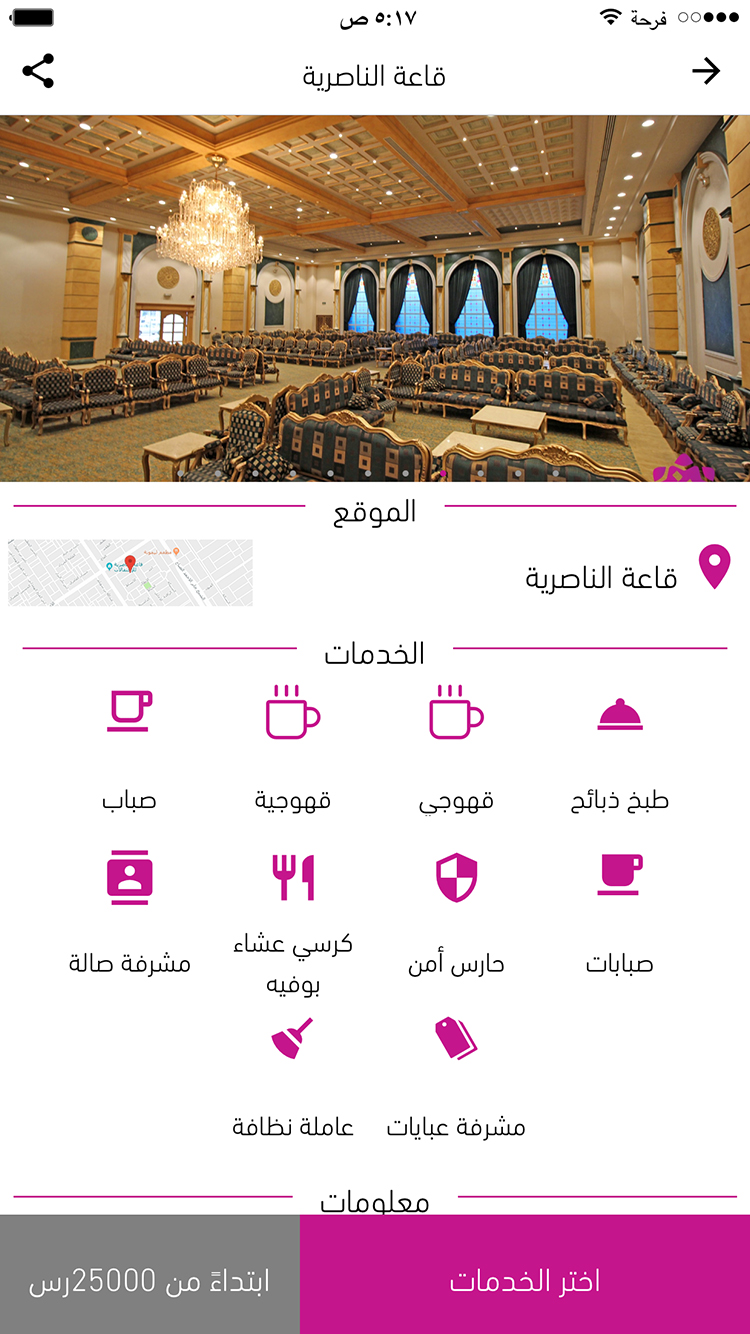 فرحة ٥:١٧ ص
قاعة الناصرية
الموقع
قاعة الناصرية
الخدمات
طبخ ذبائح قهوجي قهوجية صباب
صبابات حارس أمن كرسي عشاء بوفيه مشرفة صالة
مشرفة عبايات عاملة نظافة
معلومات
اختر الخدمات ابتداءً من 25000رس